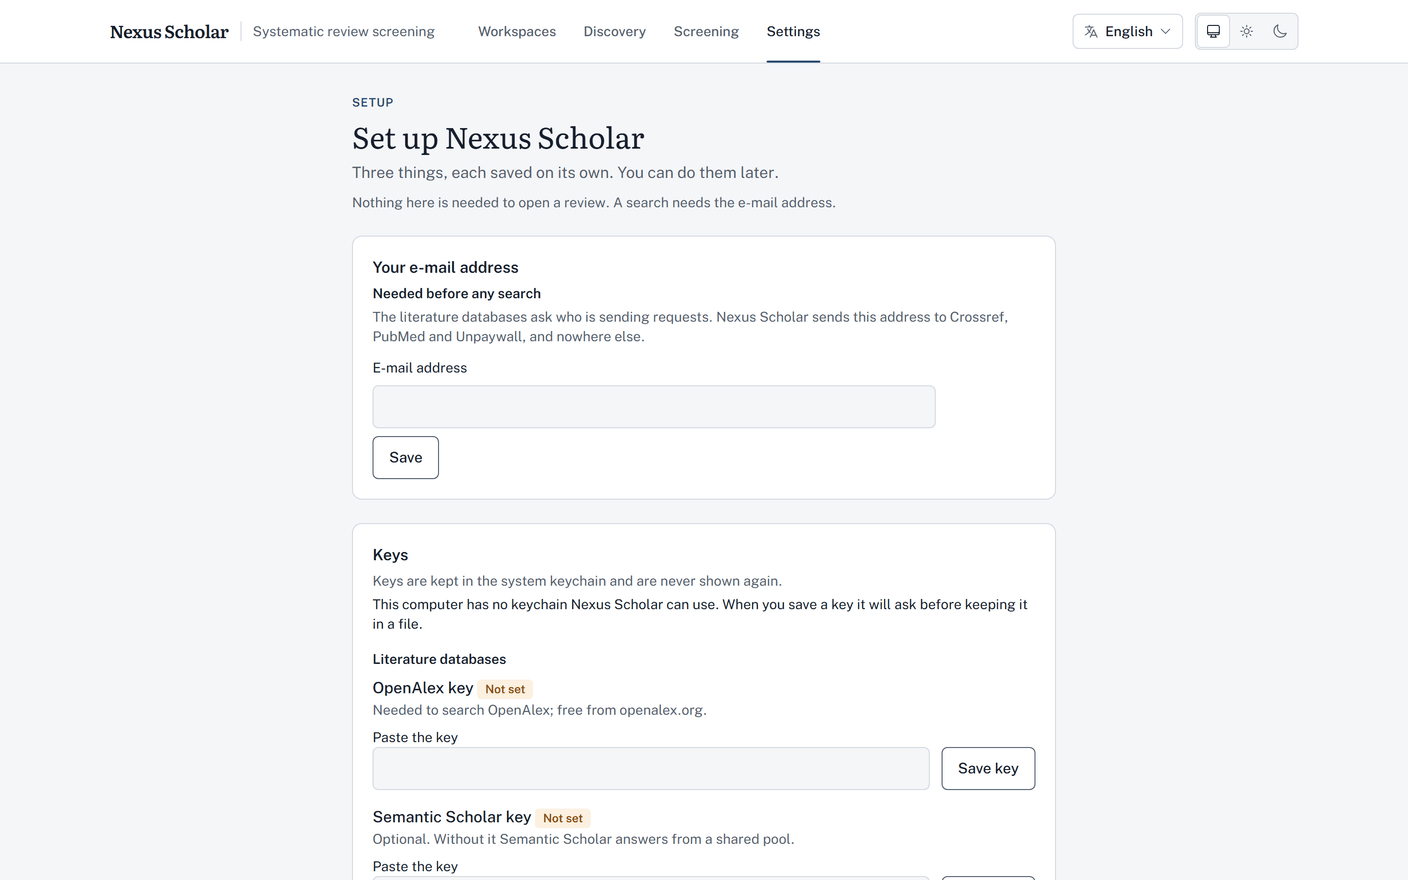 Nexus Scholar
Systematic review screening
Workspaces
Discovery
Screening
Settings
English
SETUP
Set up Nexus Scholar
Three things, each saved on its own. You can do them later.
Nothing here is needed to open a review. A search needs the e-mail address.
Your e-mail address
Needed before any search
The literature databases ask who is sending requests. Nexus Scholar sends this address to Crossref,
PubMed and Unpaywall, and nowhere else.
E-mail address
Save
Keys
Keys are kept in the system keychain and are never shown again.
This computer has no keychain Nexus Scholar can use. When you save a key it will ask before keeping it
in a file.
Literature databases
OpenAlex key Not set
Needed to search OpenAlex; free from openalex.org.
Paste the key
Save key
Semantic Scholar key Not set
Optional. Without it Semantic Scholar answers from a shared pool.
Paste the key